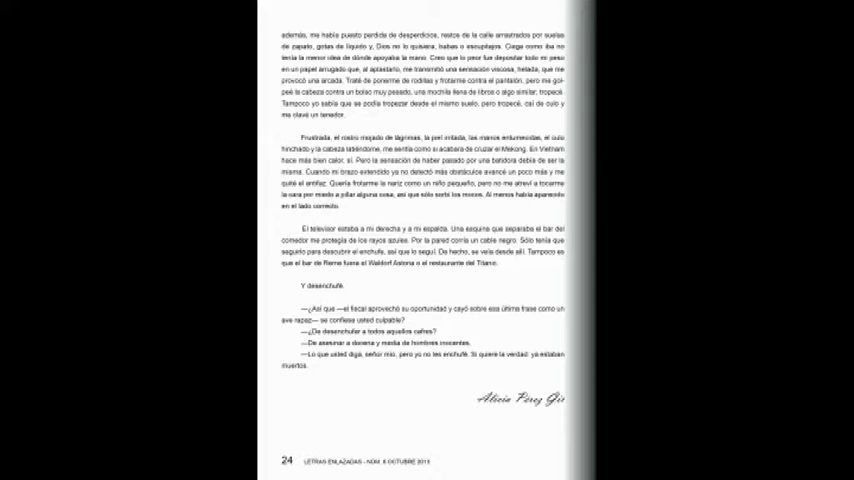 además, me había puesto perdida de desperdicios, restos de la calle arrastrados por suelas
de zapato, gotas de líquido y, Dios no lo quisiera, babas o escupitajos. Ciega como iba no
tenía la menor idea de dónde apoyaba la mano. Creo que lo peor fue depositar todo mi peso
en un papel arrugado que, al aplastarlo, me transmitió una sensación viscosa, helada, que me
provocó una arcada. Traté de ponerme de rodillas y frotarme contra el pantalón, pero me gol-
peé la cabeza contra un bolso muy pesado, una mochila llena de libros o algo similar, tropecé.
Tampoco yo sabía que se podía tropezar desde el mismo suelo, pero tropecé, caí de culo y
me clavé un tenedor.
Frustrada, el rostro mojado de lágrimas, la piel irritada, las manos entumecidas, el culo
hinchado y la cabeza latiéndome, me sentía como si acabara de cruzar el Mekong. En Vietnam
hace más bien calor, sí. Pero la sensación de haber pasado por una batidora debía de ser la
misma. Cuando mi brazo extendido ya no detectó más obstáculos avancé un poco más y me
quité el antifaz. Quería frotarme la nariz como un niño pequeño, pero no me atreví a tocarme
la cara por miedo a pillar alguna cosa, así que sólo sorbí los mocos. Al menos había aparecido
en el lado correcto.
El televisor estaba a mi derecha y a mi espalda. Una esquina que separaba el bar del
comedor me protegía de los rayos azules. Por la pared corría un cable negro. Sólo tenía que
seguirlo para descubrir el enchufe, así que lo seguí. De hecho, se veía desde allí. Tampoco es
que el bar de Reme fuera el Waldorf Astoria o el restaurante del Titanic.
Y desenchufé.
—¿Así que —el fiscal aprovechó su oportunidad y cayó sobre esa última frase como un
ave rapaz— se confiesa usted culpable?
—¿De desenchufar a todos aquellos cafres?
—De asesinar a docena y media de hombres inocentes.
—Lo que usted diga, señor mío, pero yo no les enchufé. Si quiere la verdad: ya estaban
muertos.
Alicia Pérez Gil
24 LETRAS ENLAZADAS - NÚM. 6 OCTUBRE 2013